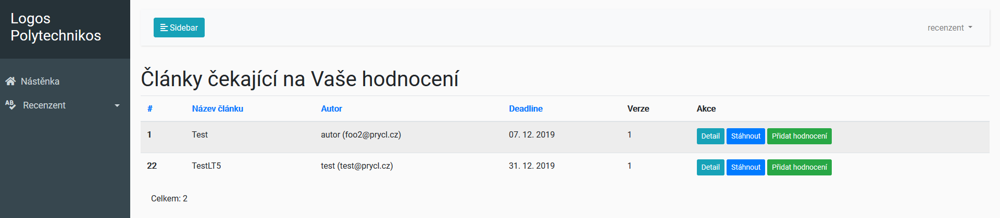 Logos
Polytechnikos
Sidebar
recenzent
Nástěnka
AB Recenzent
Články čekající na Vaše hodnocení
# Název článku Autor Deadline Verze Akce
1 Test autor (foo2@prycl.cz) 07. 12. 2019 1 Detail Stáhnout Přidat hodnocení
22 TestLT5 test (test@prycl.cz) 31. 12. 2019 1 Detail Stáhnout Přidat hodnocení
Celkem: 2